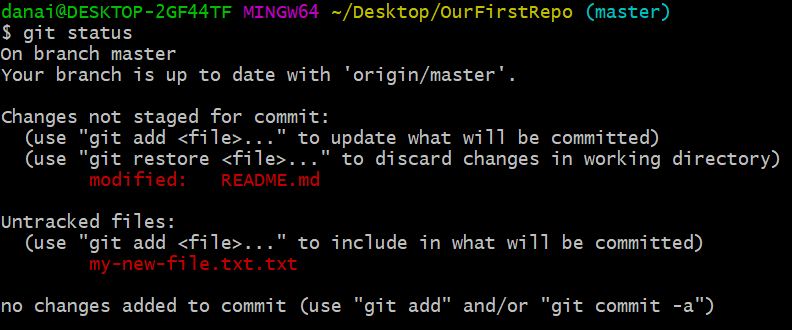 danai@DESKTOP-2GF44TF MINGW64 ~/Desktop/OurFirstRepo (master)
$ git status
On branch master
Your branch is up to date with 'origin/master'.

Changes not staged for commit:
  (use "git add <file>..." to update what will be committed)
  (use "git restore <file>..." to discard changes in working directory)
        modified:   README.md

Untracked files:
  (use "git add <file>..." to include in what will be committed)
        my-new-file.txt.txt

no changes added to commit (use "git add" and/or "git commit -a")